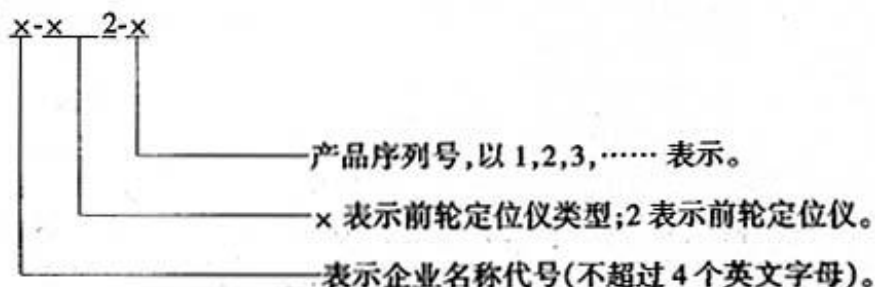 ×-×  2-×
产品序列号,以 1,2,3,…… 表示。
× 表示前轮定位仪类型;2 表示前轮定位仪。
表示企业名称代号(不超过 4 个英文字母)。